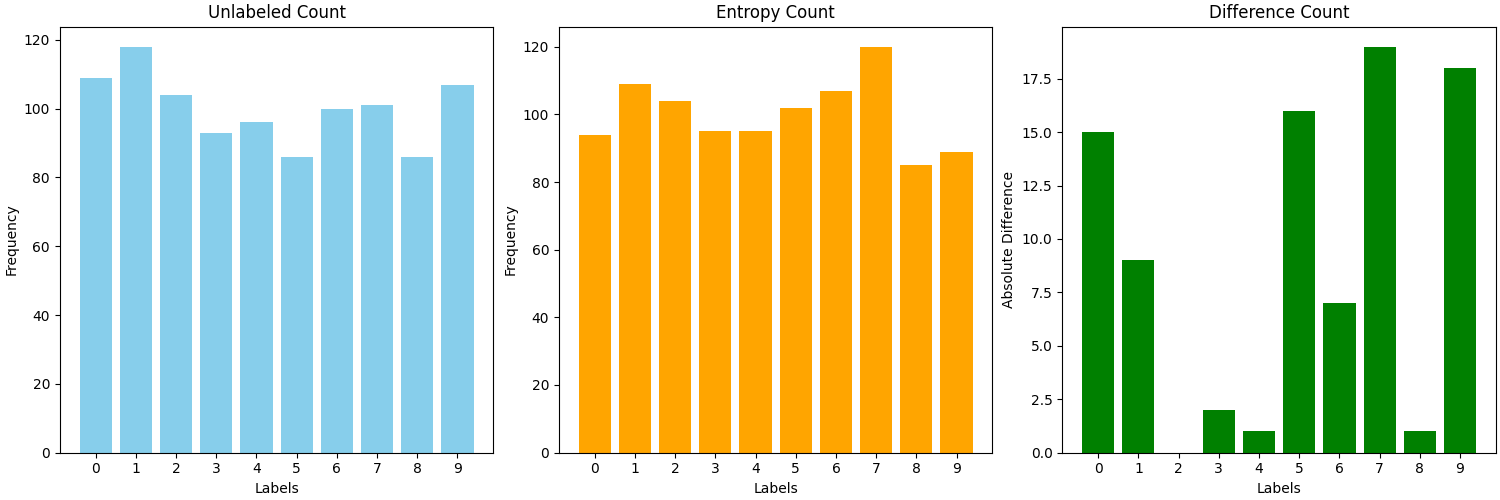 Unlabeled Count
Frequency
120
100
80
60
40
20
0
0 1 2 3 4 5 6 7 8 9
Labels
Entropy Count
Frequency
120
100
80
60
40
20
0
0 1 2 3 4 5 6 7 8 9
Labels
Difference Count
Absolute Difference
17.5
15.0
12.5
10.0
7.5
5.0
2.5
0.0
0 1 2 3 4 5 6 7 8 9
Labels